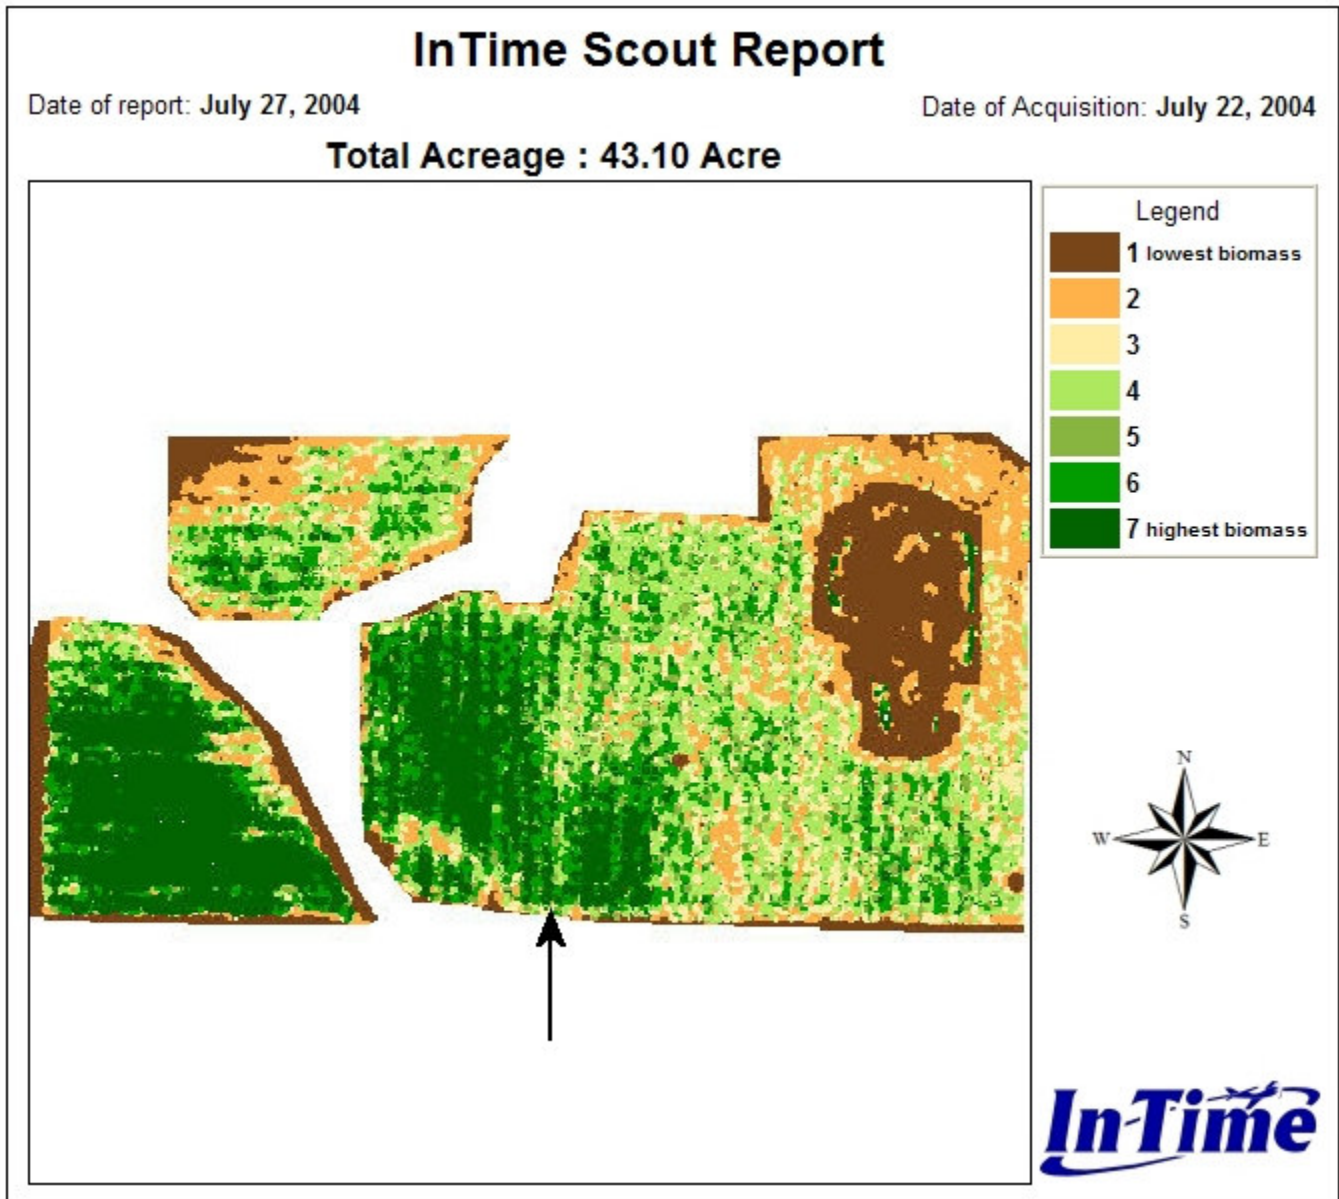 InTime Scout Report
Date of report: July 27, 2004
Date of Acquisition: July 22, 2004
Total Acreage : 43.10 Acre
Legend
1 lowest biomass
2
3
4
5
6
7 highest biomass
N
W E
S
In-Time